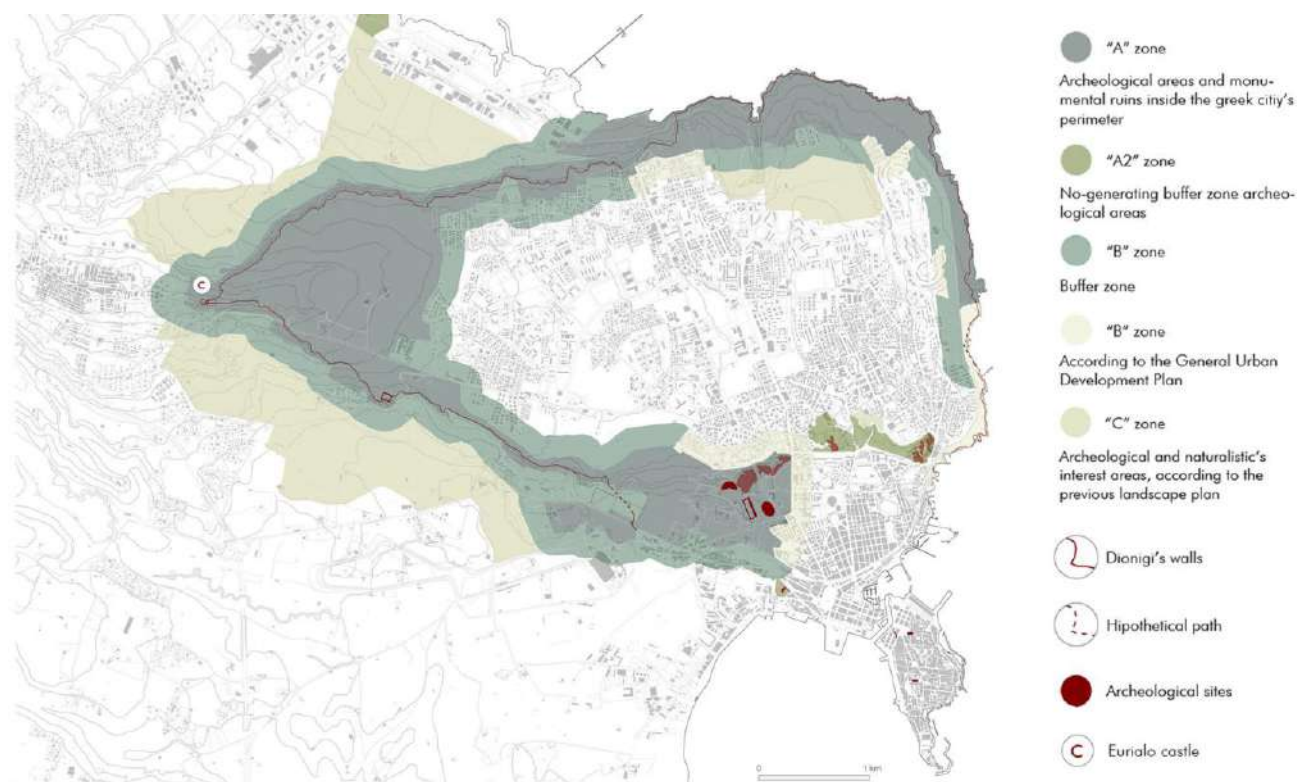 "A" zone
Archeological areas and monu-
mental ruins inside the greek citiy's
perimeter
"A2" zone
No-generating buffer zone archeo-
logical areas
"B" zone
Buffer zone
"B" zone
According to the General Urban
Development Plan
"C" zone
Archeological and naturalistic's
interest areas, according to the
previous landscape plan
Dionigi's walls
Hipothetical path
Archeological sites
C
Eurialo castle
C
0
1 km